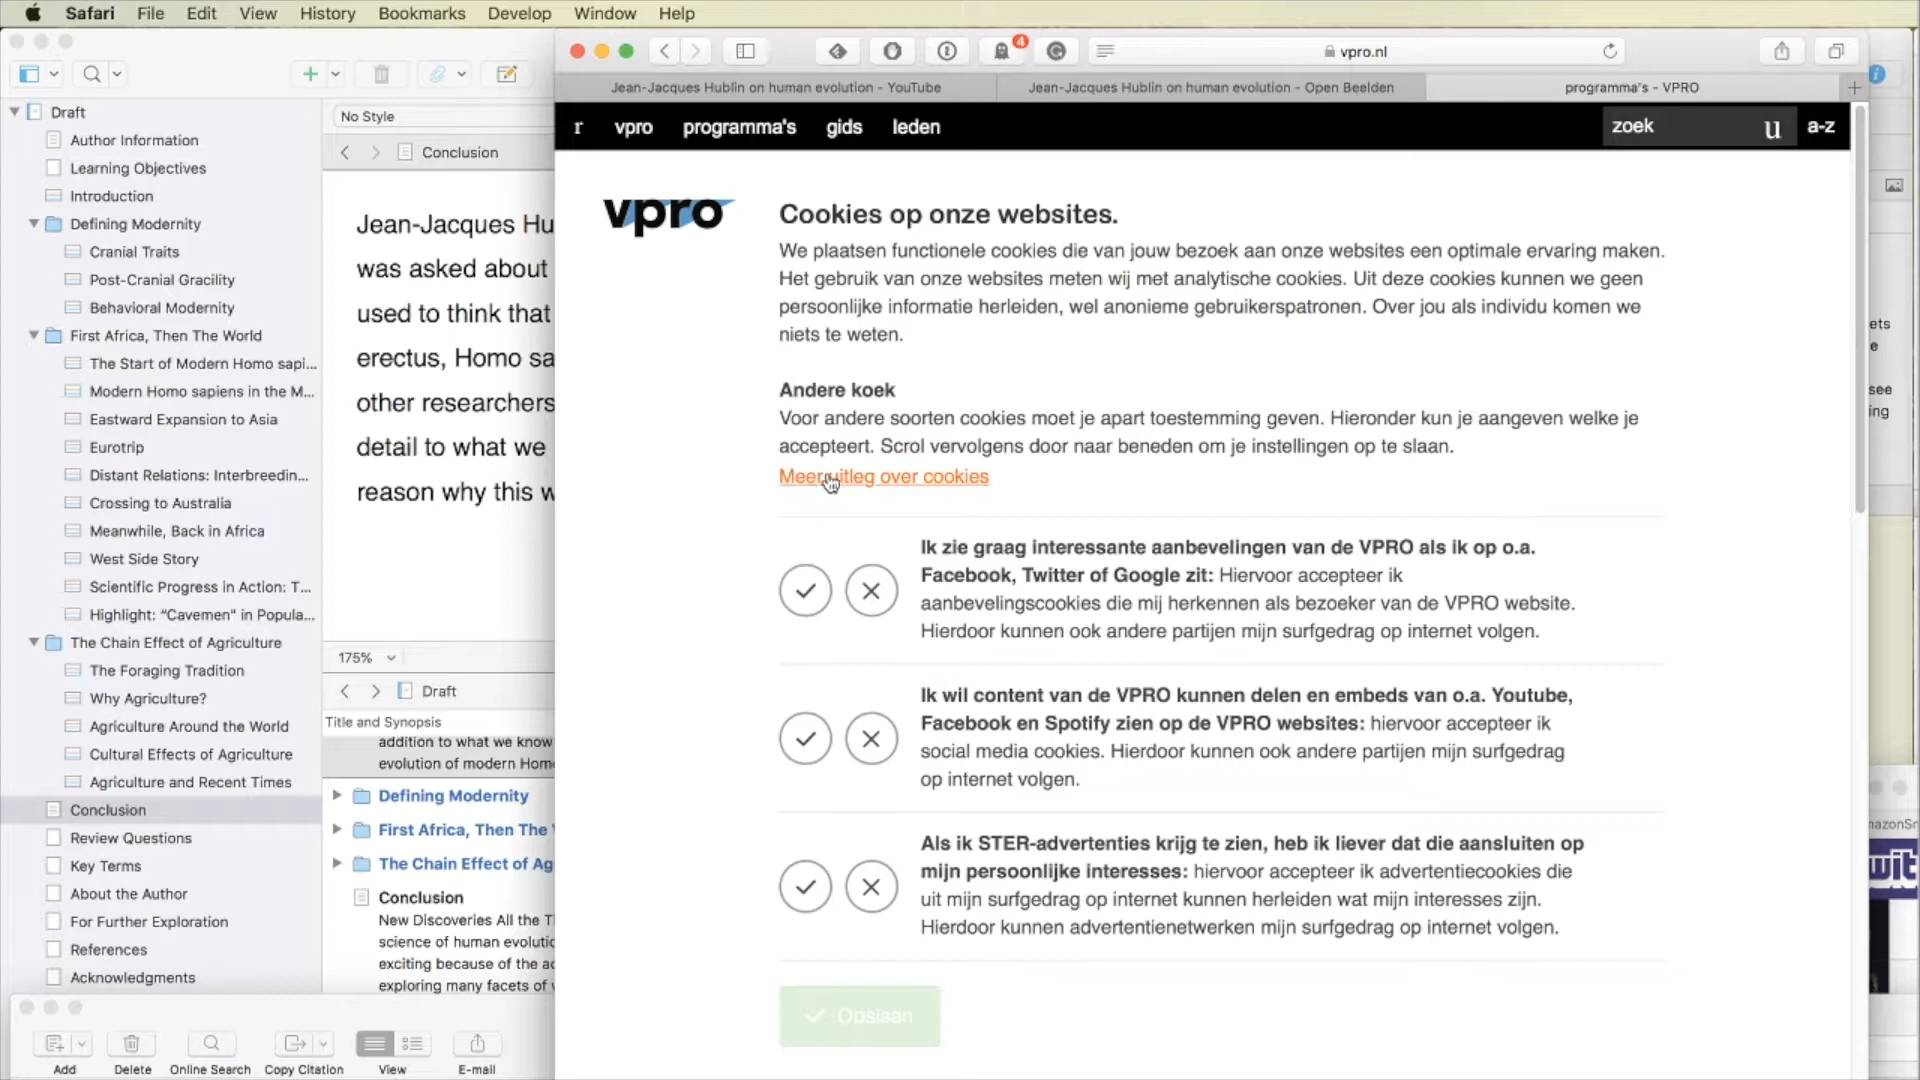 Safari File Edit View History Bookmarks Develop Window Help
4
vpro.nl
Jean-Jacques Hublin on human evolution - YouTube
Jean-Jacques Hublin on human evolution - Open Beelden
programma's - VPRO
r vpro programma's gids leden
zoek u a-z
Draft
Author Information
Learning Objectives
Introduction
Defining Modernity
Cranial Traits
Post-Cranial Gracility
Behavioral Modernity
First Africa, Then The World
The Start of Modern Homo sapi...
Modern Homo sapiens in the M...
Eastward Expansion to Asia
Eurotrip
Distant Relations: Interbreedin...
Crossing to Australia
Meanwhile, Back in Africa
West Side Story
Scientific Progress in Action: T...
Highlight: “Cavemen” in Popula...
The Chain Effect of Agriculture
The Foraging Tradition
Why Agriculture?
Agriculture Around the World
Cultural Effects of Agriculture
Agriculture and Recent Times
Conclusion
Review Questions
Key Terms
About the Author
For Further Exploration
References
Acknowledgments
Add Delete Online Search Copy Citation View E-mail
No Style
Conclusion
Jean-Jacques Hu
was asked about
used to think that
erectus, Homo sa
other researchers
detail to what we
reason why this w
175%
Draft
Title and Synopsis
addition to what we know
evolution of modern Hom
Defining Modernity
First Africa, Then The
The Chain Effect of Ag
Conclusion
New Discoveries All the T
science of human evolutio
exciting because of the ac
exploring many facets of
vpro
Cookies op onze websites.
We plaatsen functionele cookies die van jouw bezoek aan onze websites een optimale ervaring maken.
Het gebruik van onze websites meten wij met analytische cookies. Uit deze cookies kunnen we geen
persoonlijke informatie herleiden, wel anonieme gebruikerspatronen. Over jou als individu komen we
niets te weten.
Andere koek
Voor andere soorten cookies moet je apart toestemming geven. Hieronder kun je aangeven welke je
accepteert. Scrol vervolgens door naar beneden om je instellingen op te slaan.
Meer uitleg over cookies
Ik zie graag interessante aanbevelingen van de VPRO als ik op o.a.
Facebook, Twitter of Google zit: Hiervoor accepteer ik
aanbevelingscookies die mij herkennen als bezoeker van de VPRO website.
Hierdoor kunnen ook andere partijen mijn surfgedrag op internet volgen.
Ik wil content van de VPRO kunnen delen en embeds van o.a. Youtube,
Facebook en Spotify zien op de VPRO websites: hiervoor accepteer ik
social media cookies. Hierdoor kunnen ook andere partijen mijn surfgedrag
op internet volgen.
Als ik STER-advertenties krijg te zien, heb ik liever dat die aansluiten op
mijn persoonlijke interesses: hiervoor accepteer ik advertentiecookies die
uit mijn surfgedrag op internet kunnen herleiden wat mijn interesses zijn.
Hierdoor kunnen advertentienetwerken mijn surfgedrag op internet volgen.
Opslaan
ets
e
see
ing